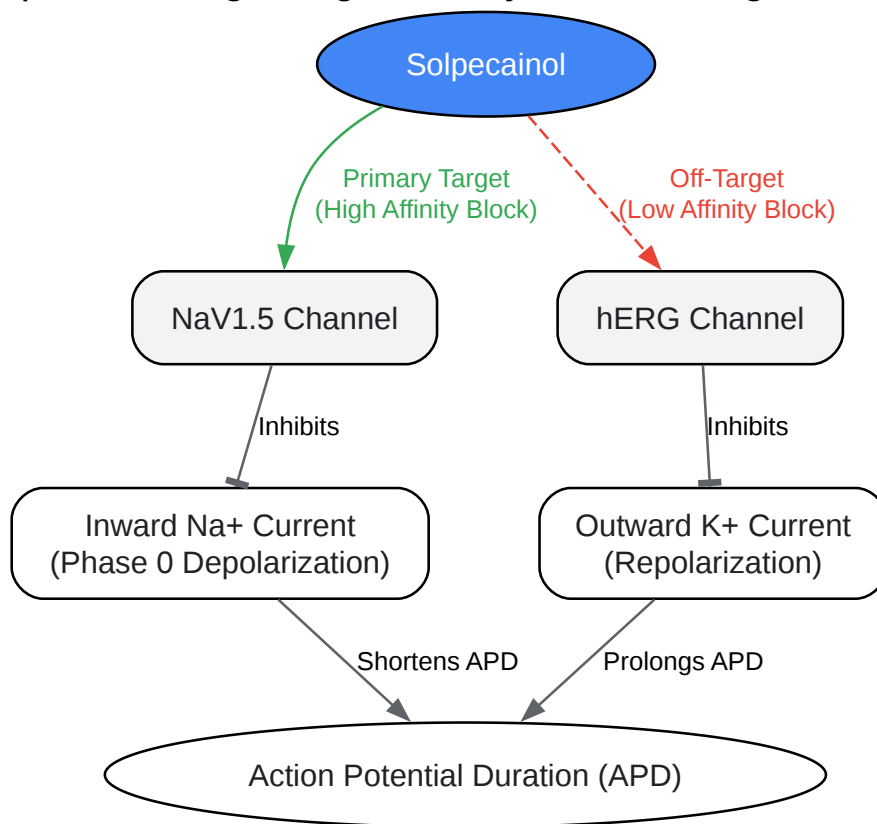 Solpecainol
Primary Target
(High Affinity Block)
Off-Target
(Low Affinity Block)
NaV1.5 Channel
hERG Channel
Inhibits
Inhibits
Inward Na+ Current
(Phase 0 Depolarization)
Outward K+ Current
(Repolarization)
Shortens APD
Prolongs APD
Action Potential Duration (APD)